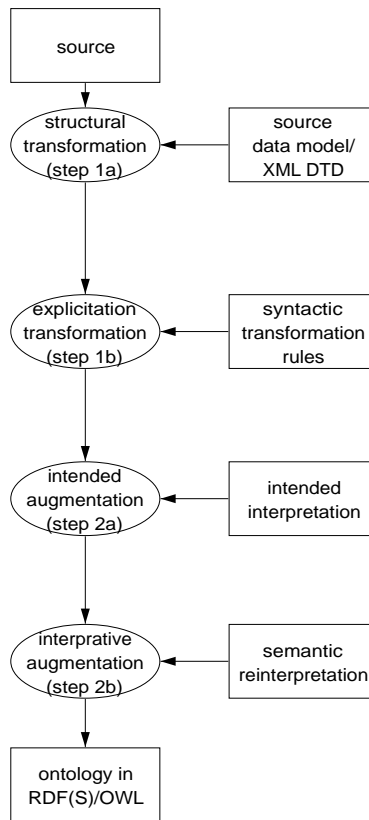 source
structural
transformation
(step 1a)
source
data model/
XML DTD
explicitation
transformation
(step 1b)
syntactic
transformation
rules
intended
augmentation
(step 2a)
intended
interpretation
interprative
augmentation
(step 2b)
semantic
reinterpretation
ontology in
RDF(S)/OWL